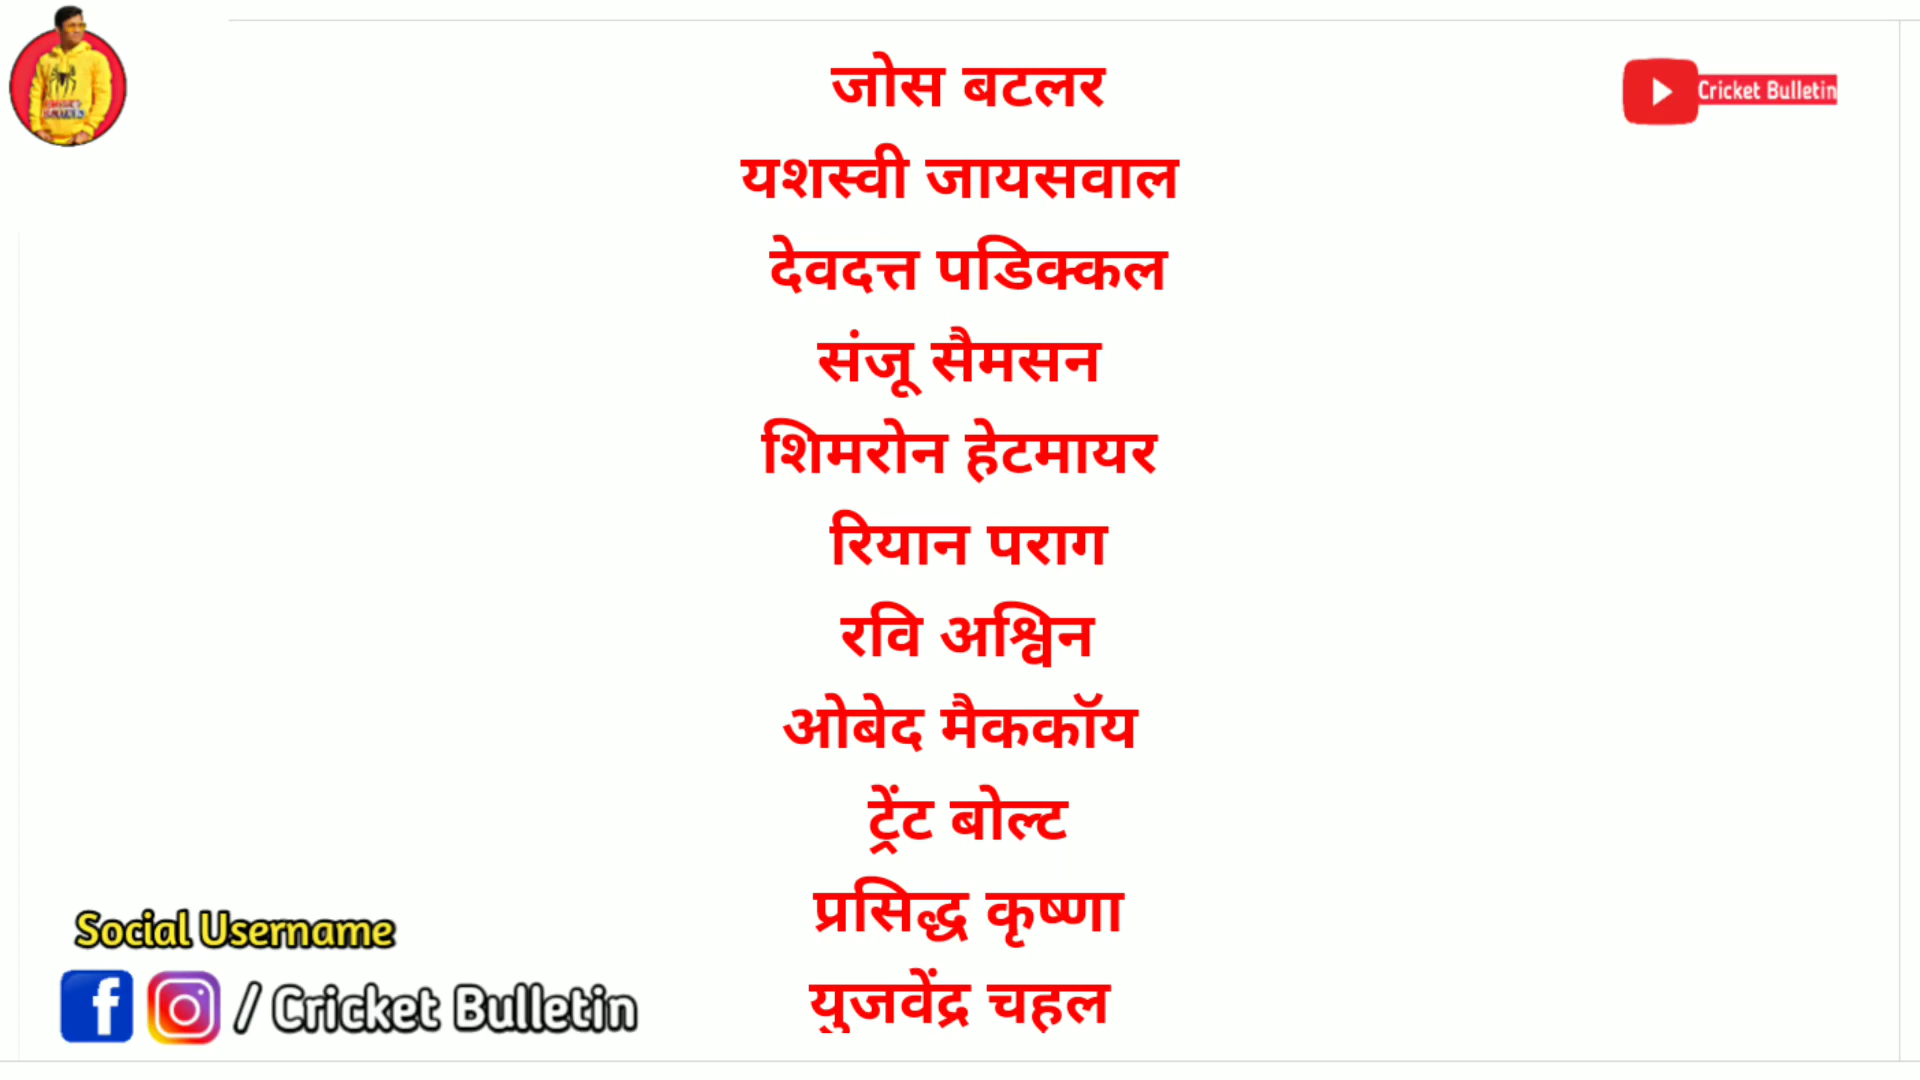 जोस बटलर
Cricket Bulletin
यशस्वी जायसवाल
देवदत्त पडिक्कल
संजू सैमसन
शिमरोन हेटमायर
रियान पराग
रवि अश्विन
ओबेद मैककॉय
ट्रेंट बोल्ट
प्रसिद्ध कृष्णा
युजवेंद्र चहल
Social Username
/ Cricket Bulletin